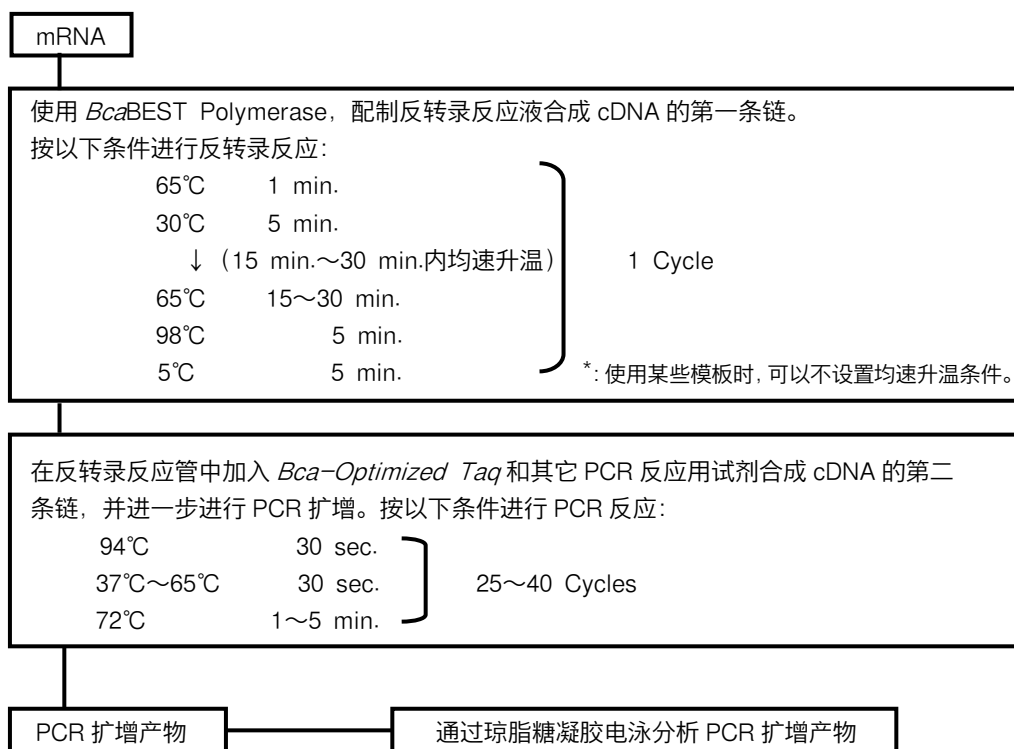 mRNA
使用 BcaBEST Polymerase，配制反转录反应液合成 cDNA 的第一条链。
按以下条件进行反转录反应：
65℃ 1 min.
30℃ 5 min.
↓（15 min.～30 min.内均速升温） 1 Cycle
65℃ 15～30 min.
98℃ 5 min.
5℃ 5 min. *：使用某些模板时，可以不设置均速升温条件。
在反转录反应管中加入 Bca-Optimized Taq 和其它 PCR 反应用试剂合成 cDNA 的第二
条链，并进一步进行 PCR 扩增。按以下条件进行 PCR 反应：
94℃ 30 sec.
37℃～65℃ 30 sec. 25～40 Cycles
72℃ 1～5 min.
PCR 扩增产物 通过琼脂糖凝胶电泳分析 PCR 扩增产物